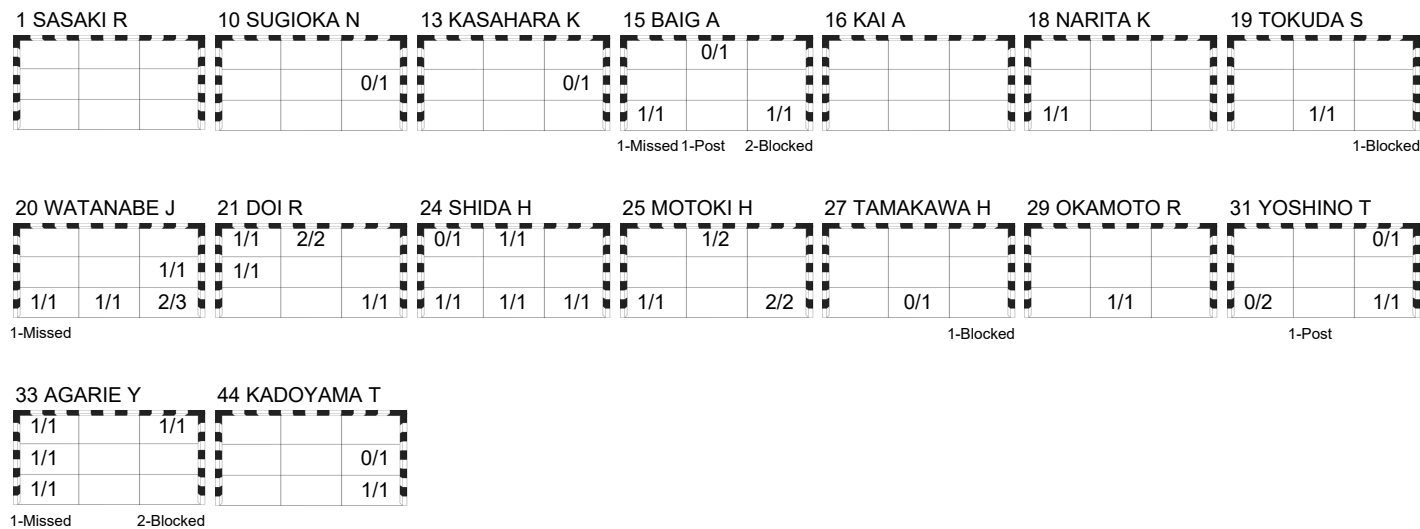 1 SASAKI R 10 SUGIOKA N 13 KASAHARA K 15 BAIG A 16 KAI A 18 NARITA K 19 TOKUDA S
0/1
0/1 0/1
1/1 1/1 1/1 1/1
1-Missed 1-Post 2-Blocked 1-Blocked
20 WATANABE J 21 DOI R 24 SHIDA H 25 MOTOKI H 27 TAMAKAWA H 29 OKAMOTO R 31 YOSHINO T
1/1 2/2 0/1 1/1 1/2 0/1
1/1 1/1
1/1 1/1 2/3 1/1 1/1 1/1 1/1 1/1 2/2 0/1 1/1 0/2 1/1
1-Missed 1-Blocked 1-Post
33 AGARIE Y 44 KADOYAMA T
1/1 1/1
1/1 0/1
1/1 1/1
1-Missed 2-Blocked